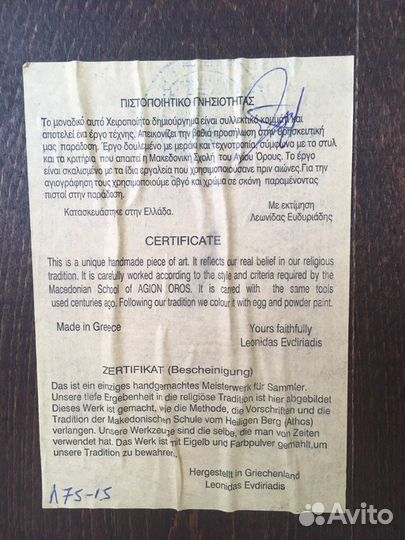 ΠΙΣΤΟΠΟΙΗΤΙΚΟ ΓΝΗΣΙΟΤΗΤΑΣ
Το μοναδικό αυτό Χειροποίητο δημιούργημα είναι συλλεκτικό κομμάτι και
αποτελεί ένα έργο τέχνης. Απεικονίζει την βαθιά προσήλωση στην θρησκευτική
μας παράδοση. Έργο δουλεμένο με μεράκι και τεχνοτροπία, σύμφωνα με το στυλ
και τα κριτήρια που απαιτεί η Μακεδονική Σχολή του Αγίου Όρους. Το έργο
είναι σκαλισμένο με τα ίδια εργαλεία που χρησιμοποιούσανε πριν αιώνες. Για την
αγιογράφηση τους χρησιμοποιούμε αβγό και χρώμα σε σκόνη παραμένοντας
πιστοί στην παράδοση.
Με εκτίμηση
Κατασκευάστηκε στην Ελλάδα. Λεωνίδας Ευδυριάδης
CERTIFICATE
This is a unique handmade piece of art. It reflects our real belief in our religious
tradition. It is carefully worked according to the style and criteria required by the
Macedonian School of AGION OROS. It is carved with the same tools
used centuries ego. Following our tradition we colour it with egg and powder paint.
Made in Greece Yours faithfully
Leonidas Evdiriadis
ZERTIFIKAT (Bescheinigung)
Das ist ein einziges handgemachtes Meisterwerk für Sammler.
Unsere tiefe Ergebenheit in die religiöse Tradition ist hier abgebildet
Dieses Werk ist gemacht, wie die Methode, die Vorschriften und die
Tradition der Makedonischen Schule vom Heiligen Berg (Athos)
verlangen. Unsere Werkzeuge sind die selbe, die man von Zeiten
verwendet hat. Das Werk ist mit Eigelb und Farbpulver gemahlt,um
unsere Tradition zu bewahren.
Hergestellt in Griechenland
Leonidas Evdiriadis
A75-15
Avito